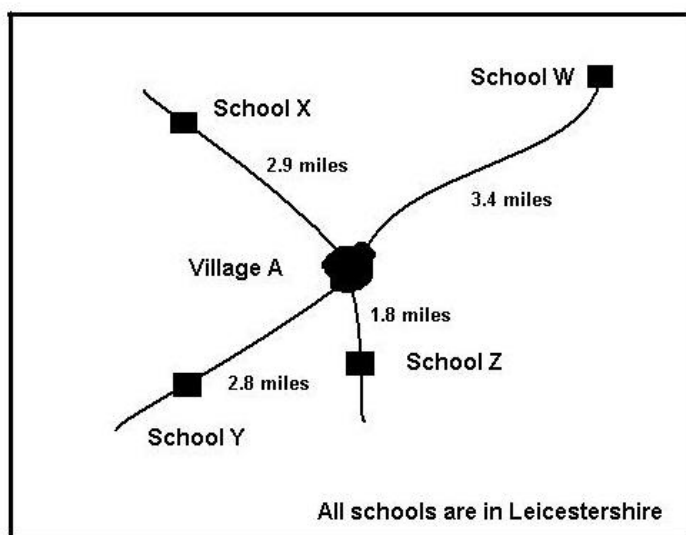 School W
School X
2.9 miles
3.4 miles
Village A
1.8 miles
School Z
2.8 miles
School Y
All schools are in Leicestershire